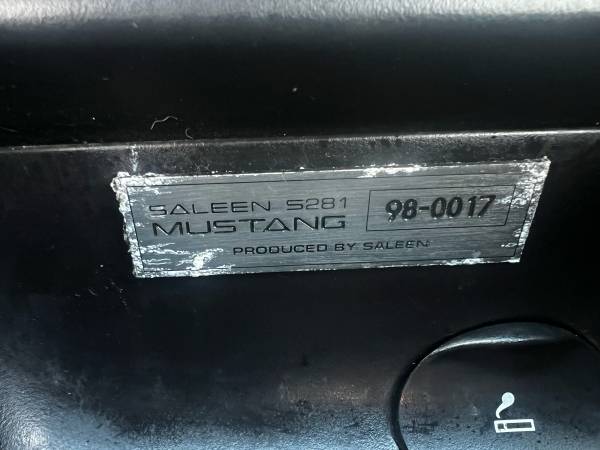 SALEEN S281
MUSTANG
98-0017
PRODUCED BY SALEEN